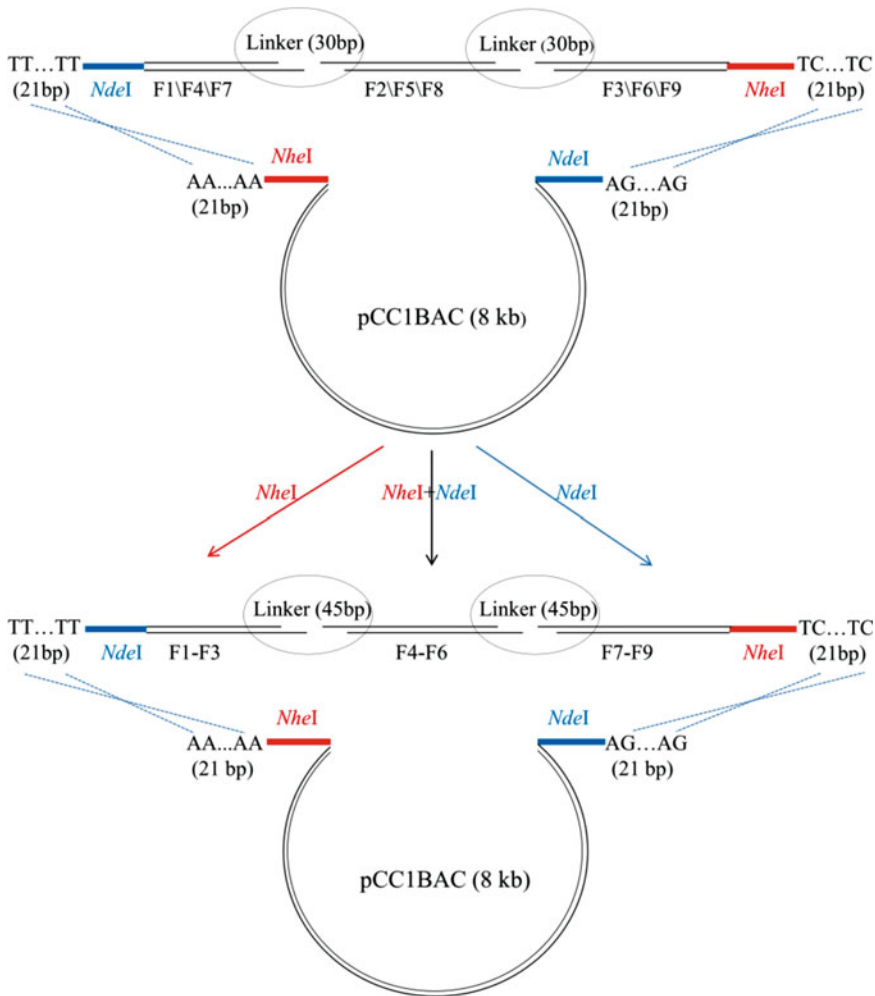 Linker (30bp) Linker (30bp)
TT...TT TC...TC
(21bp) NdeI F1\F4\F7 F2\F5\F8 F3\F6\F9 NheI (21bp)
NheI NdeI
AA...AA AG...AG
(21bp) (21bp)
pCC1BAC (8 kb)
NheI NheI+NdeI NdeI
Linker (45bp) Linker (45bp)
TT...TT TC...TC
(21bp) NdeI F1-F3 F4-F6 F7-F9 NheI (21bp)
NheI NdeI
AA...AA AG...AG
(21 bp) (21 bp)
pCC1BAC (8 kb)